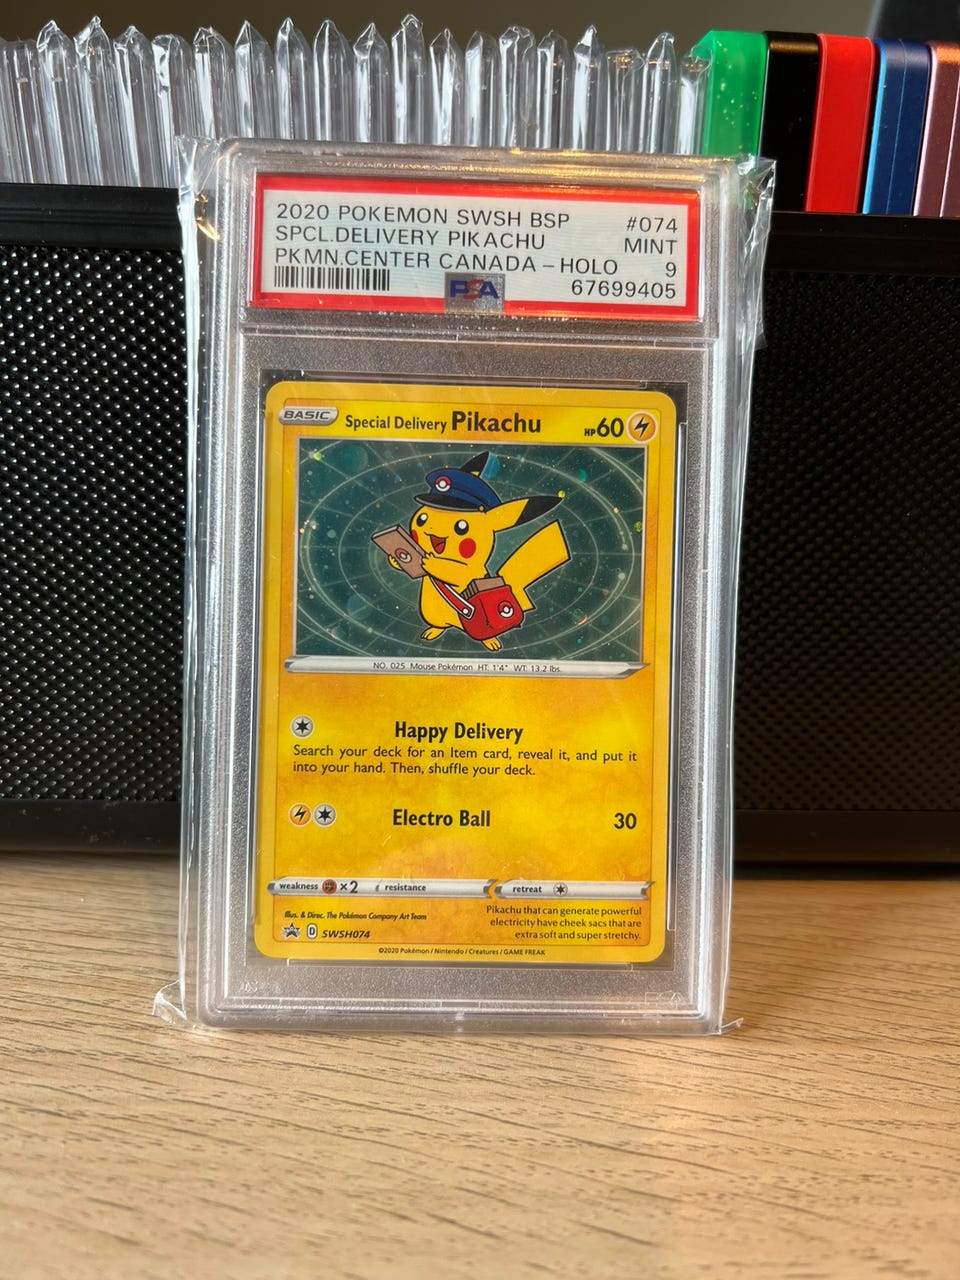 2020 POKEMON SWSH BSP #074
SPCL.DELIVERY PIKACHU MINT
PKMN.CENTER CANADA-HOLO 9
PSA 67699405
BASIC Special Delivery Pikachu HP60
NO. 025 Mouse Pokémon HT: 1'4" WT: 13.2 lbs.
Happy Delivery
Search your deck for an Item card, reveal it, and put it
into your hand. Then, shuffle your deck.
Electro Ball 30
weakness ×2 resistance retreat
Illus. & Direc. The Pokémon Company Art Team
D SWSH074
Pikachu that can generate powerful
electricity have cheek sacs that are
extra soft and super stretchy.
©2020 Pokémon / Nintendo / Creatures / GAME FREAK
PSA